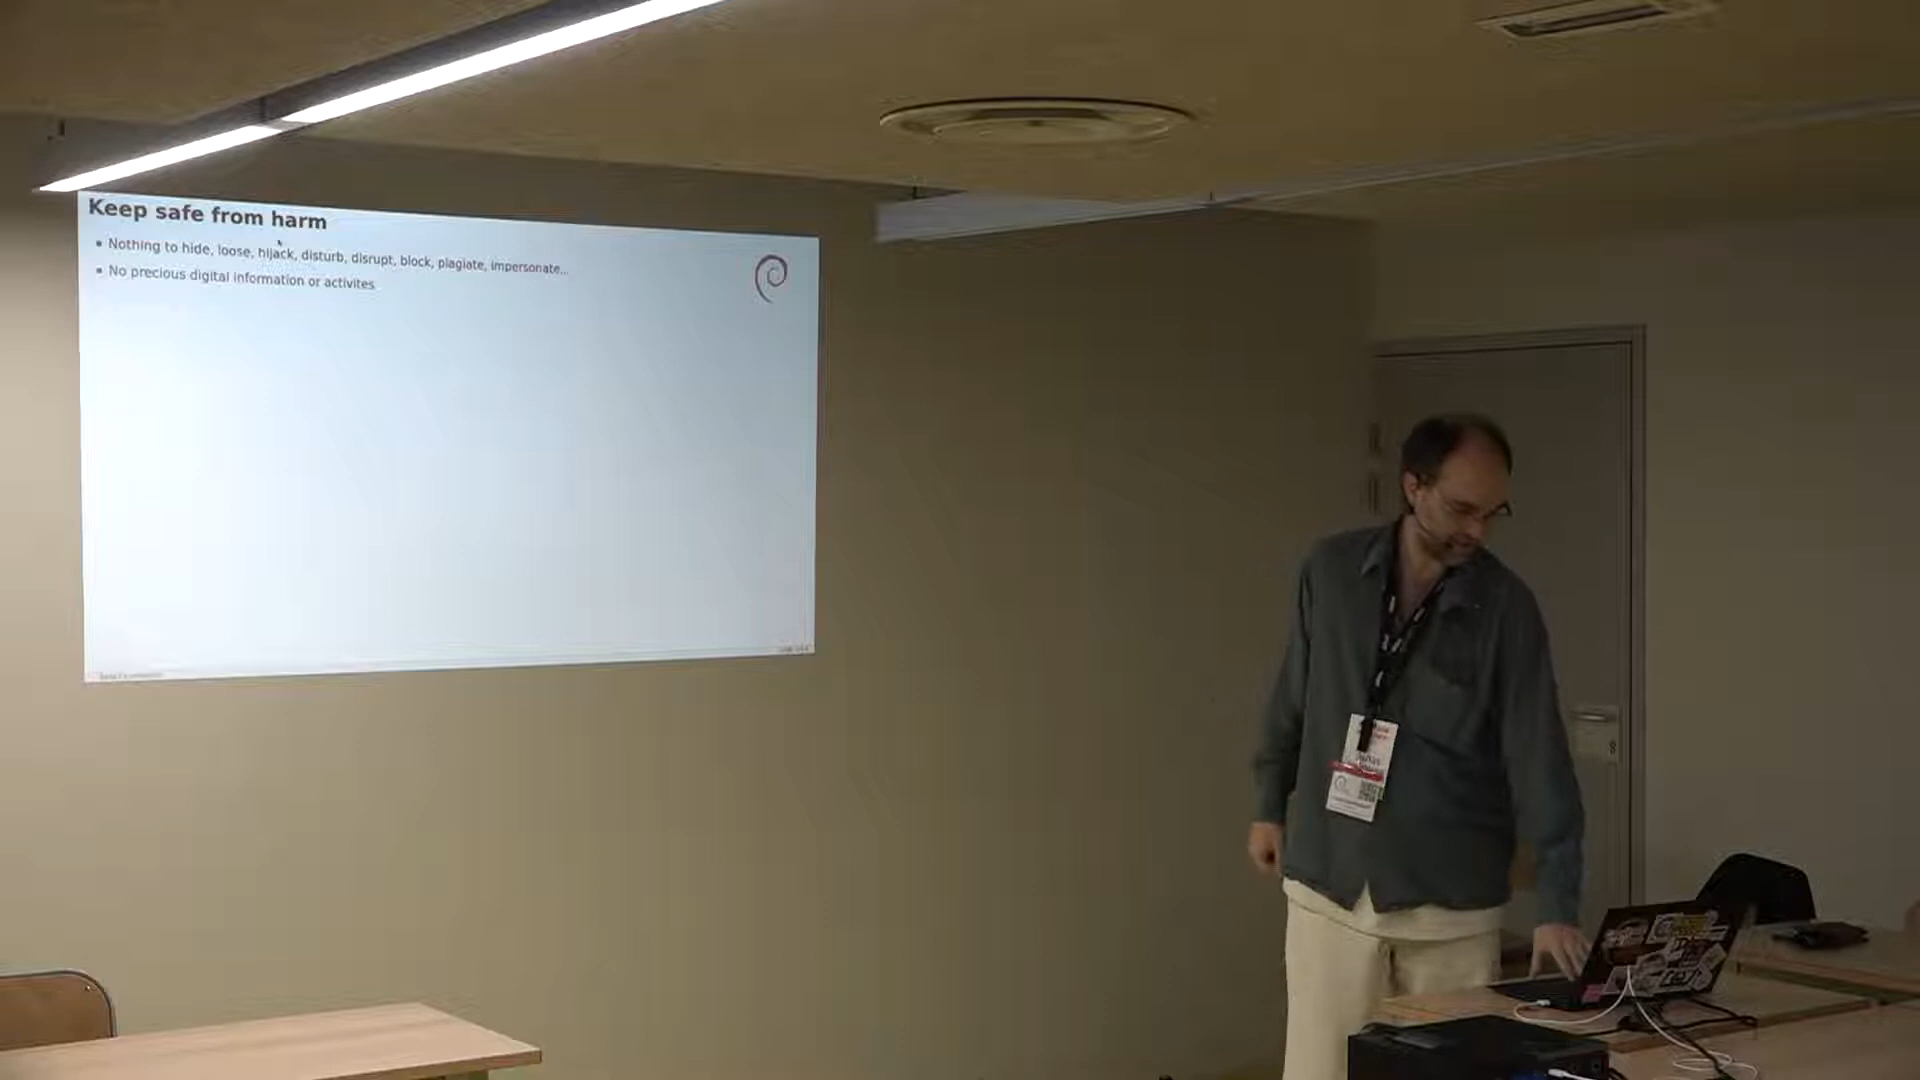 Keep safe from harm
Nothing to hide, loose, hijack, disturb, disrupt, block, plagiate, impersonate...
No precious digital information or activites